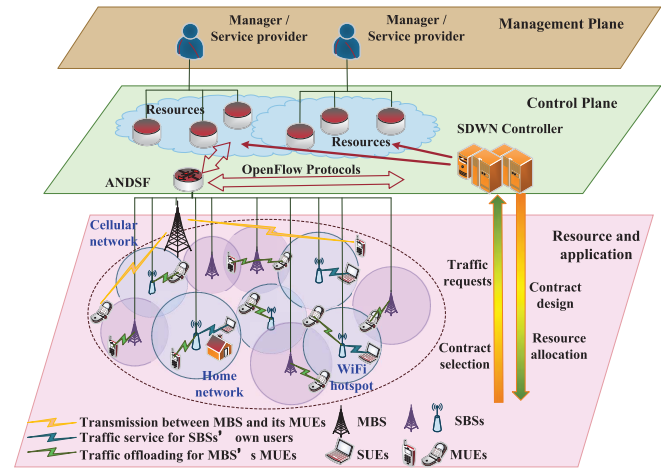 Manager /
Service provider
Manager /
Service provider
Management Plane
Resources
Resources
Control Plane
SDWN Controller
ANDSF
OpenFlow Protocols
Cellular
network
Resource and
application
Traffic
requests
Contract
design
Contract
selection
Resource
allocation
Home
network
WiFi
hotspot
Transmission between MBS and its MUEs
Traffic service for SBSs' own users
Traffic offloading for MBS' s MUEs
MBS
SBSs
SUEs
MUEs